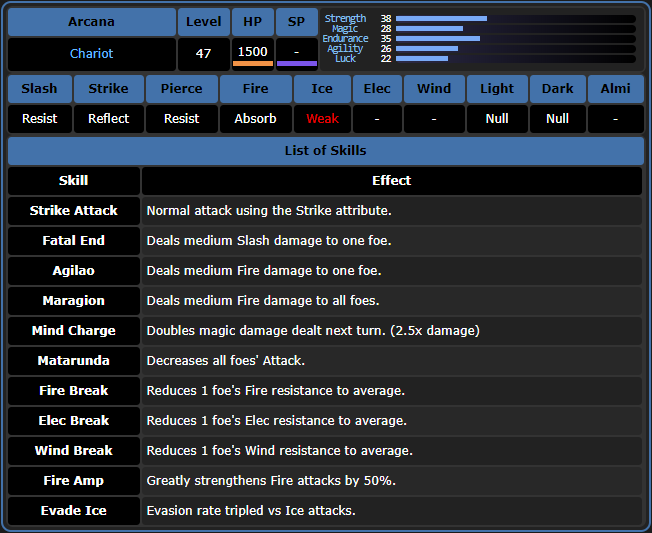 Arcana Level HP SP
Chariot 47 1500 -
Strength 38
Magic 28
Endurance 35
Agility 26
Luck 22
Slash Strike Pierce Fire Ice Elec Wind Light Dark Almi
Resist Reflect Resist Absorb Weak - - Null Null -
List of Skills
Skill Effect
Strike Attack Normal attack using the Strike attribute.
Fatal End Deals medium Slash damage to one foe.
Agilao Deals medium Fire damage to one foe.
Maragion Deals medium Fire damage to all foes.
Mind Charge Doubles magic damage dealt next turn. (2.5x damage)
Matarunda Decreases all foes' Attack.
Fire Break Reduces 1 foe's Fire resistance to average.
Elec Break Reduces 1 foe's Elec resistance to average.
Wind Break Reduces 1 foe's Wind resistance to average.
Fire Amp Greatly strengthens Fire attacks by 50%.
Evade Ice Evasion rate tripled vs Ice attacks.